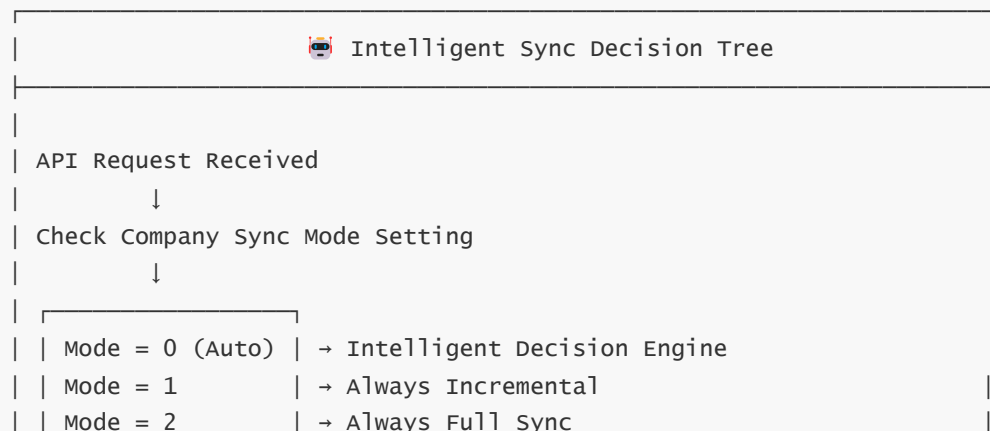 🤖 Intelligent Sync Decision Tree
API Request Received
↓
Check Company Sync Mode Setting
↓
Mode = 0 (Auto) → Intelligent Decision Engine
Mode = 1 → Always Incremental
Mode = 2 → Always Full Sync